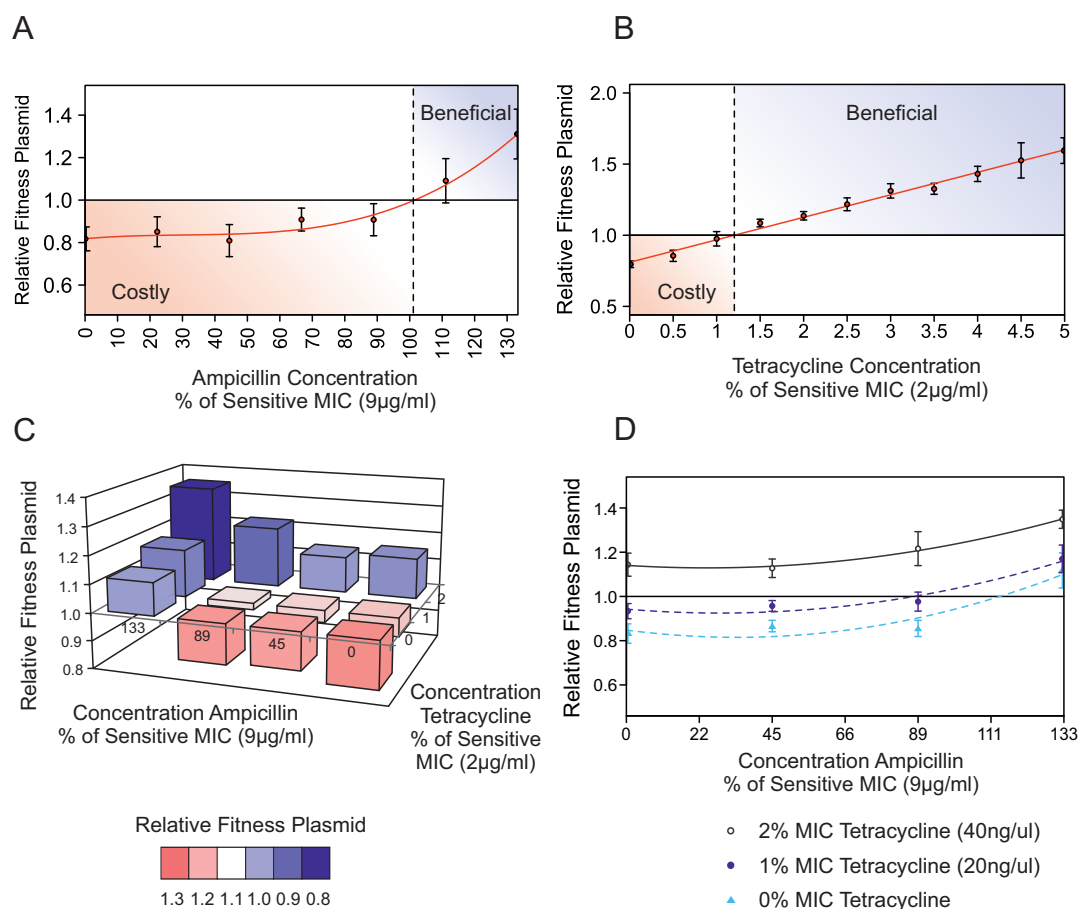 A
Relative Fitness Plasmid
1.4
1.2
1.0
0.8
0.6
Beneficial
Costly
0 10 20 30 40 50 60 70 80 90 100 110 120 130
Ampicillin Concentration
% of Sensitive MIC (9µg/ml)
B
Relative Fitness Plasmid
2.0
1.5
1.0
0.5
Beneficial
Costly
0 0.5 1 1.5 2 2.5 3 3.5 4 4.5 5
Tetracycline Concentration
% of Sensitive MIC (2µg/ml)
C
Relative Fitness Plasmid
1.4
1.3
1.2
1.1
1.0
0.9
0.8
133 89 45 0
2
1
0
Concentration Ampicillin
% of Sensitive MIC (9µg/ml)
Concentration
Tetracycline
% of Sensitive
MIC (2µg/ml)
Relative Fitness Plasmid
1.3 1.2 1.1 1.0 0.9 0.8
D
Relative Fitness Plasmid
1.4
1.2
1.0
0.8
0.6
0 22 45 66 89 111 133
Concentration Ampicillin
% of Sensitive MIC (9µg/ml)
2% MIC Tetracycline (40ng/ul)
1% MIC Tetracycline (20ng/ul)
0% MIC Tetracycline